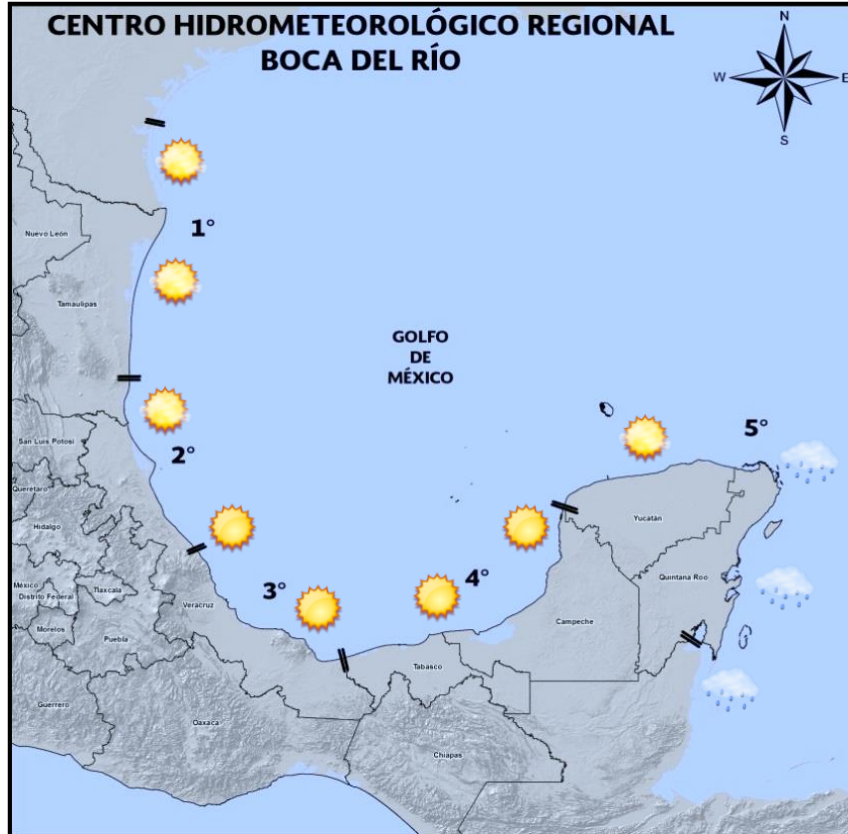 CENTRO HIDROMETEOROLÓGICO REGIONAL
BOCA DEL RÍO
N
W
E
S
1°
Nuevo León
Tamaulipas
GOLFO
DE
MÉXICO
2°
San Luis Potosí
5°
Querétaro
Hidalgo
Yucatán
3°
4°
Quintana Roo
México
Distrito Federal
Tlaxcala
Veracruz
Morelos
Puebla
Campeche
Tabasco
Guerrero
Oaxaca
Chiapas